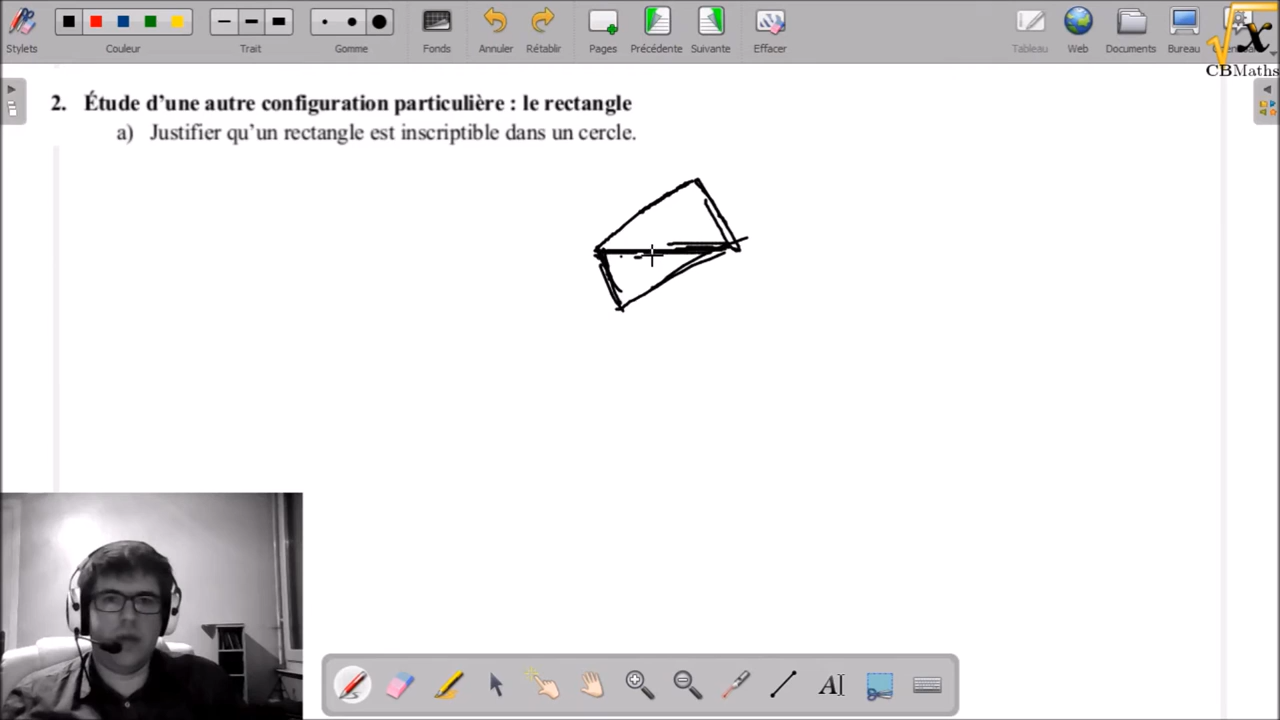 Stylets
Couleur
Trait
Gomme
Fonds
Annuler
Rétablir
Pages
Précédente
Suivante
Effacer
Tableau
Web
Documents
Bureau
CBMaths
2. Étude d'une autre configuration particulière : le rectangle
a) Justifier qu'un rectangle est inscriptible dans un cercle.